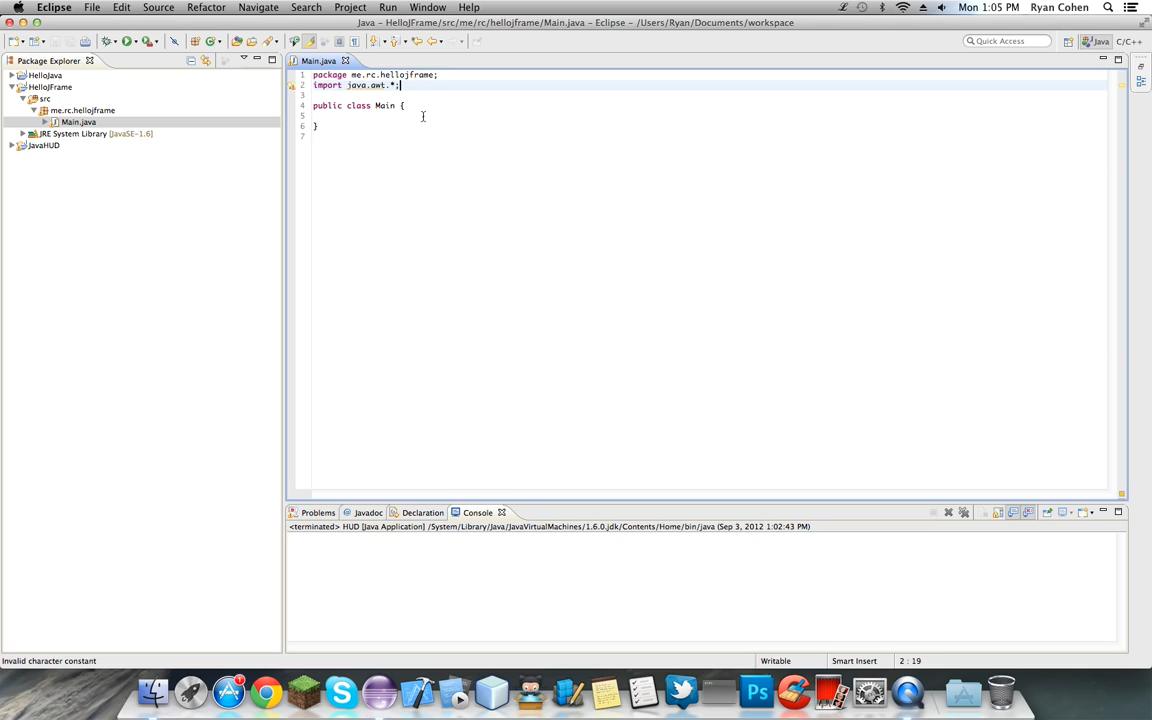 Eclipse File Edit Source Refactor Navigate Search Project Run Window Help Mon 1:05 PM Ryan Cohen
Java – HelloJFrame/src/me/rc/hellojframe/Main.java – Eclipse – /Users/Ryan/Documents/workspace
Quick Access Java C/C++
Package Explorer
HelloJava
HelloJFrame
src
me.rc.hellojframe
Main.java
JRE System Library [JavaSE-1.6]
JavaHUD
Main.java
1 package me.rc.hellojframe;
2 import java.awt.*;
3
4 public class Main {
5
6 }
7
Problems Javadoc Declaration Console
<terminated> HUD [Java Application] /System/Library/Java/JavaVirtualMachines/1.6.0.jdk/Contents/Home/bin/java (Sep 3, 2012 1:02:43 PM)
Invalid character constant Writable Smart Insert 2 : 19
1
Ps